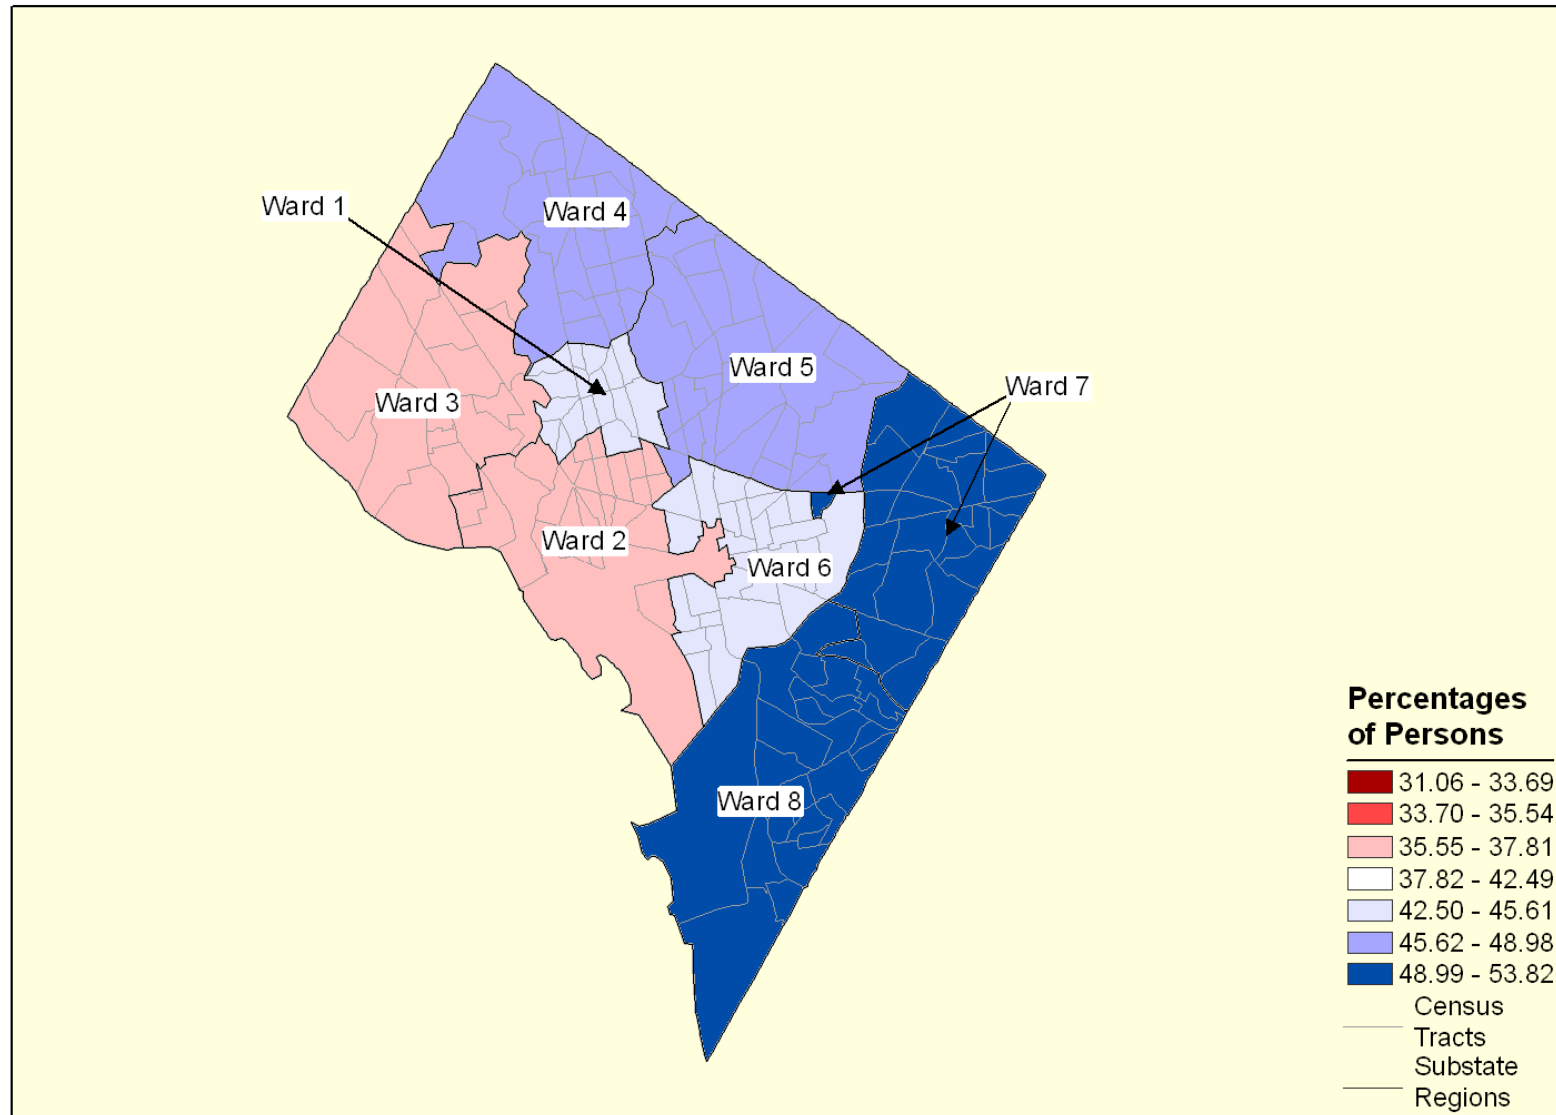 Ward 1
Ward 4
Ward 5
Ward 7
Ward 3
Ward 2
Ward 6
Ward 8
Percentages
of Persons
31.06 - 33.69
33.70 - 35.54
35.55 - 37.81
37.82 - 42.49
42.50 - 45.61
45.62 - 48.98
48.99 - 53.82
Census
Tracts
Substate
Regions